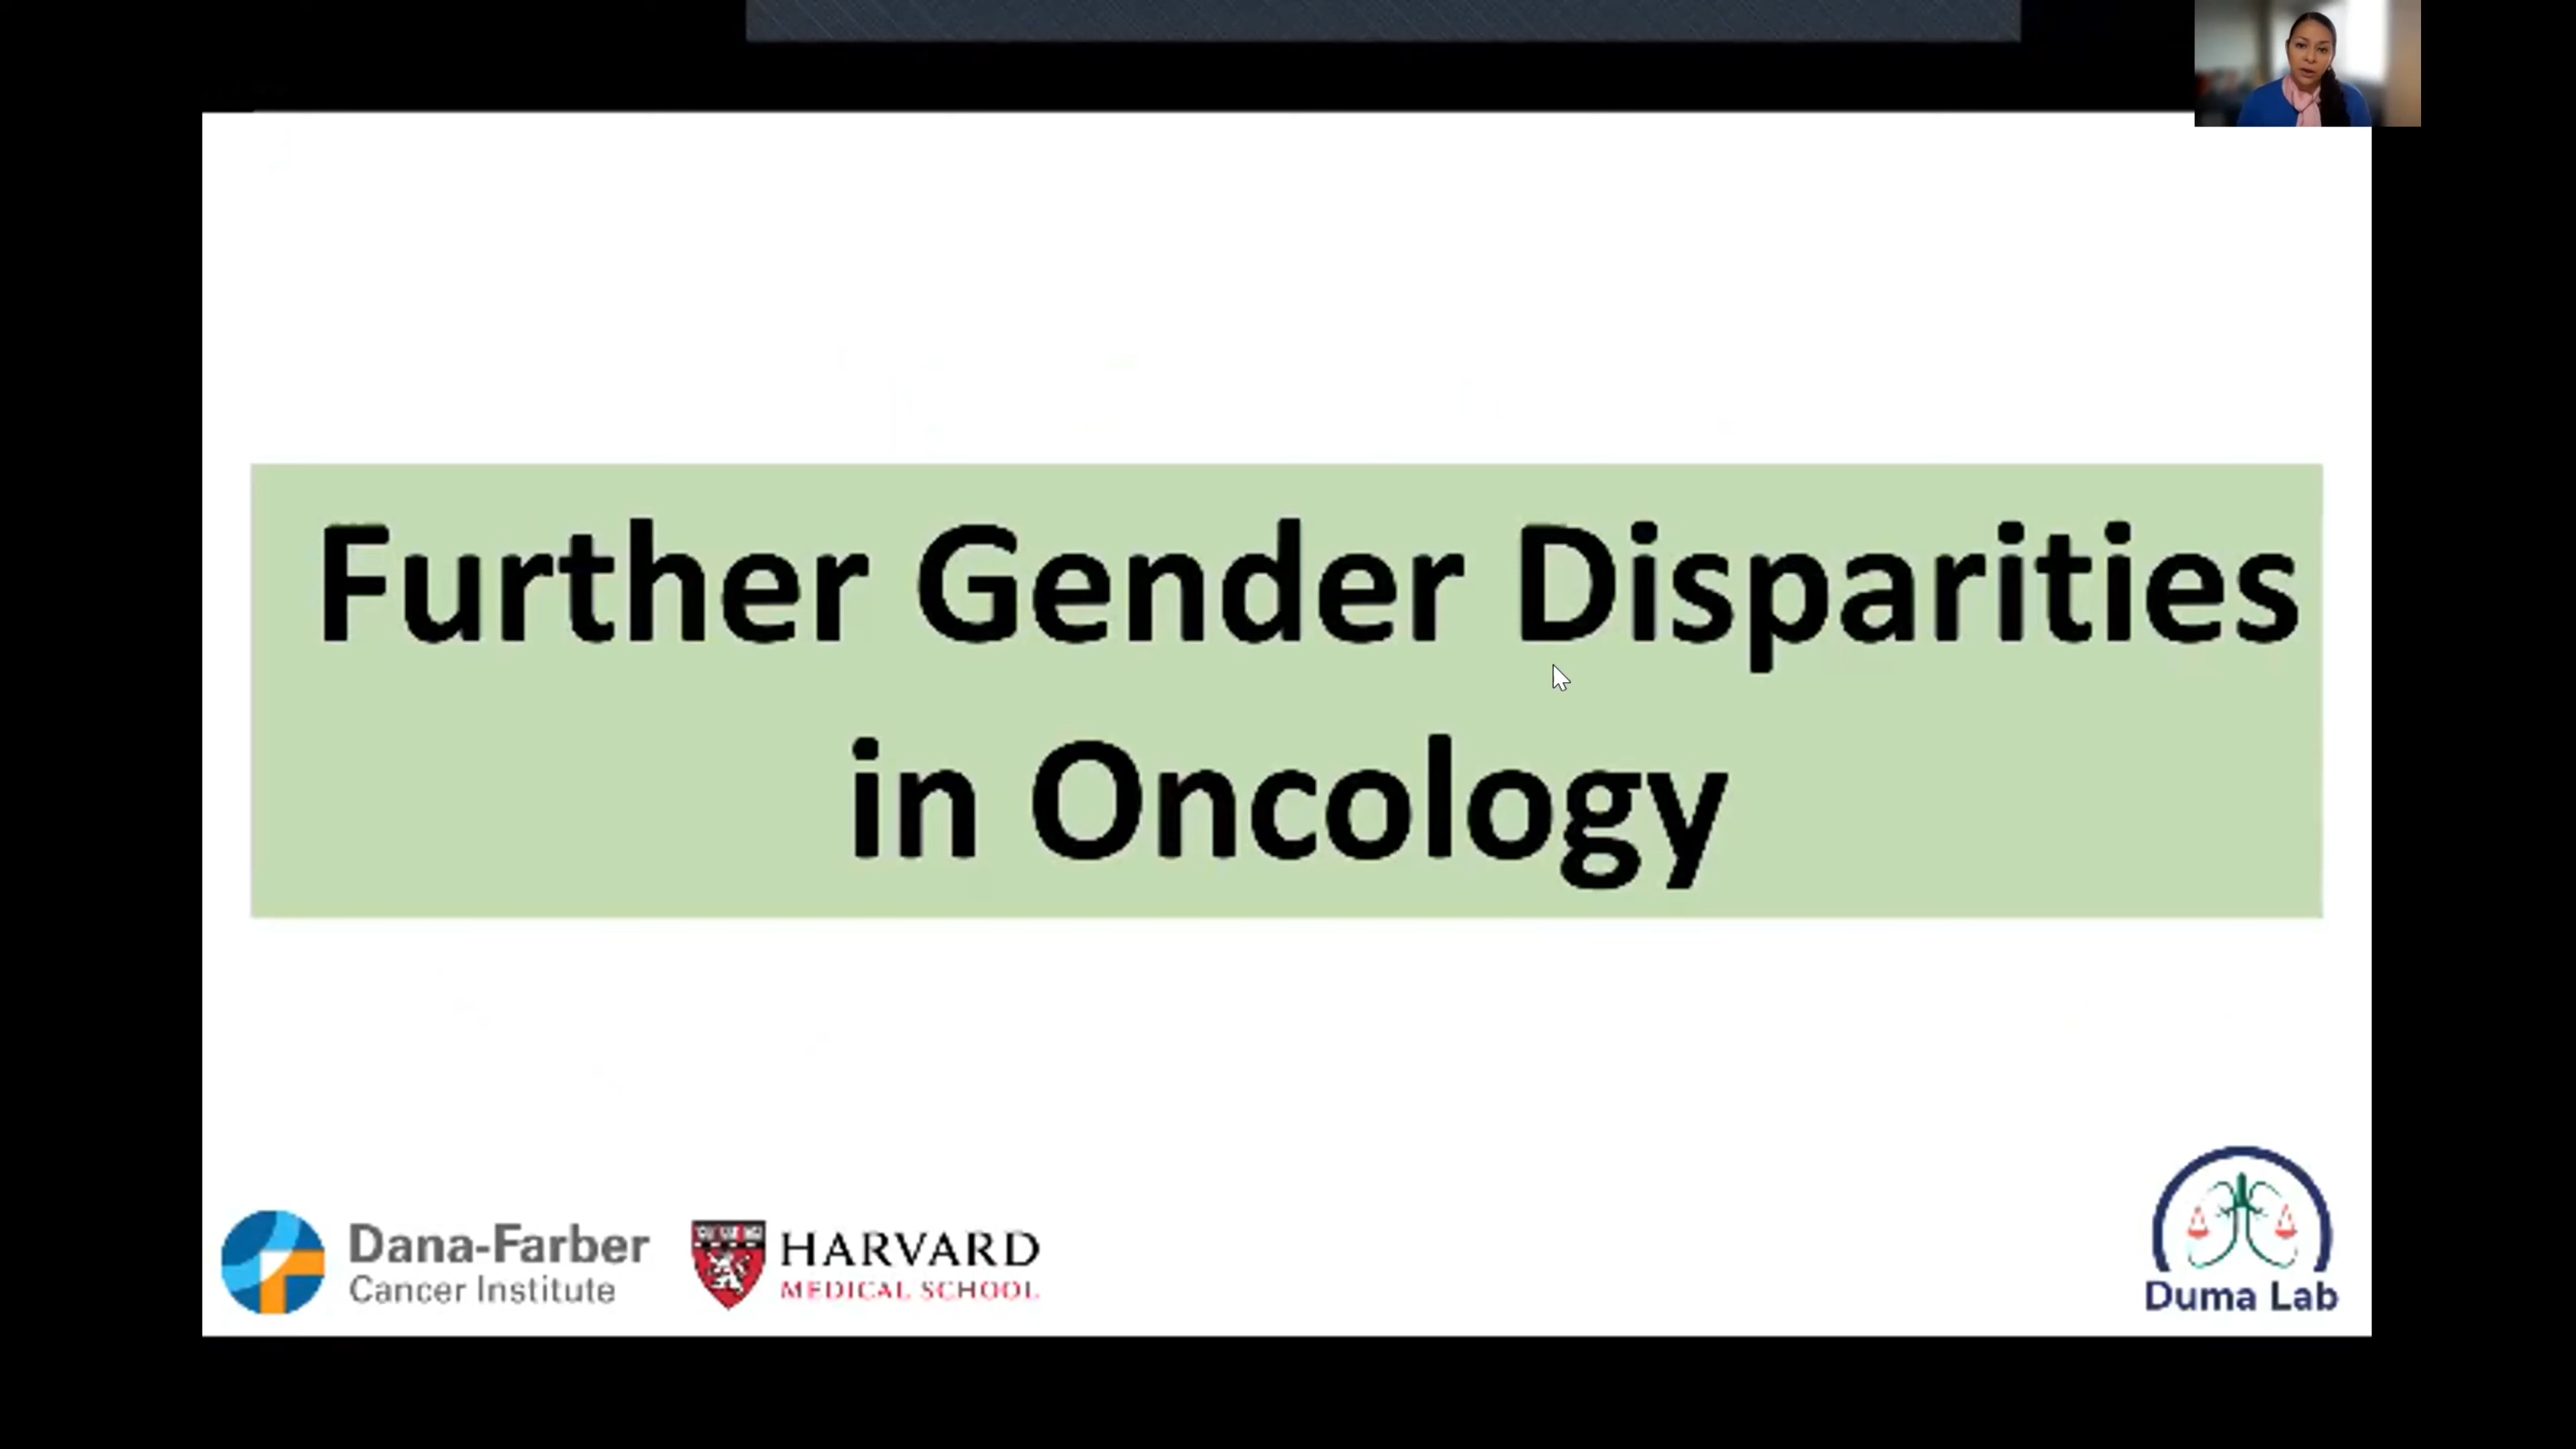 Further Gender Disparities
in Oncology
Dana-Farber
Cancer Institute
HARVARD
MEDICAL SCHOOL
Duma Lab